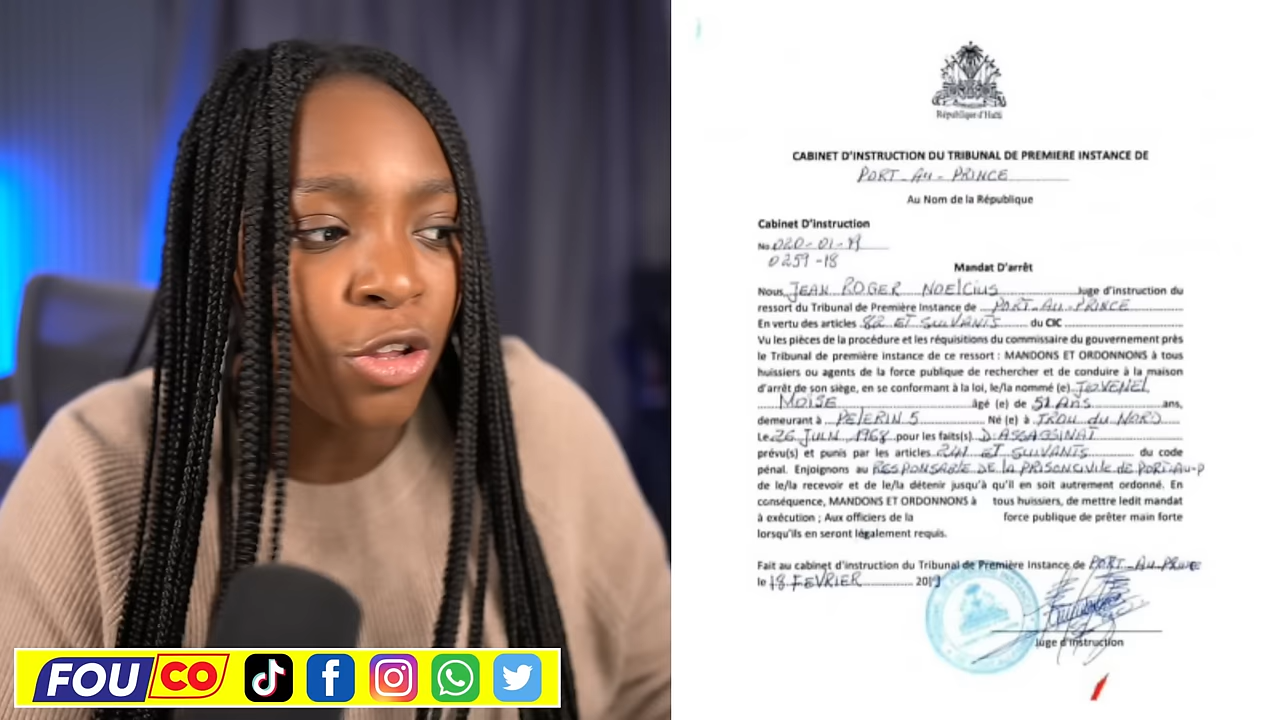 FOUCO
République d'Haïti
CABINET D'INSTRUCTION DU TRIBUNAL DE PREMIERE INSTANCE DE
PORT-AU-PRINCE
Au Nom de la République
Cabinet D'instruction
No 020-01-19
0259-18
Mandat D'arrêt
Nous JEAN ROGER NOELCIUS Juge d'instruction du
ressort du Tribunal de Première Instance de PORT-AU-PRINCE
En vertu des articles 82 ET SUIVANTS du CIC
Vu les pièces de la procédure et les réquisitions du commissaire du gouvernement près
le Tribunal de première instance de ce ressort : MANDONS ET ORDONNONS à tous
huissiers ou agents de la force publique de rechercher et de conduire à la maison
d'arrêt de son siège, en se conformant à la loi, le/la nommé (e) JOVENEL
MOISE âgé (e) de 51 Ans ans,
demeurant à PELERIN 5 Né (e) à TROU DU NORD
Le 26 JUIN 1968 pour les faits(s) D'ASSASSINAT
prévu(s) et punis par les articles 241 ET SUIVANTS du code
pénal. Enjoignons au RESPONSABLE DE LA PRISON CIVILE DE PORT-AU-P
de le/la recevoir et de le/la détenir jusqu'à qu'il en soit autrement ordonné. En
conséquence, MANDONS ET ORDONNONS à tous huissiers, de mettre ledit mandat
à exécution ; Aux officiers de la force publique de prêter main forte
lorsqu'ils en seront légalement requis.
Fait au cabinet d'instruction du Tribunal de Première Instance de PORT-AU-PRINCE
le 18 FEVRIER 2019
Juge d'Instruction